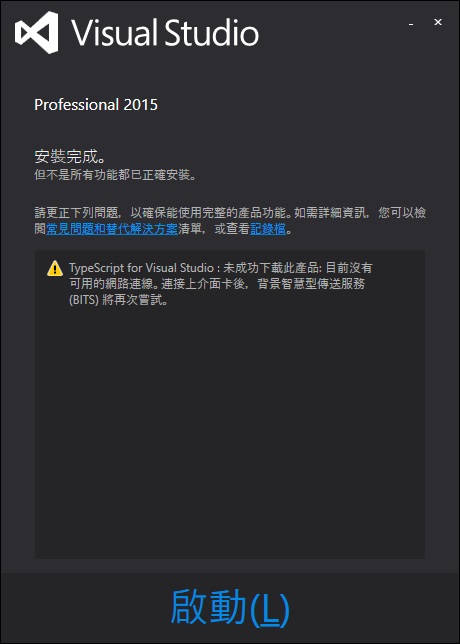 Visual Studio
Professional 2015
安裝完成。
但不是所有功能都已正確安裝。
請更正下列問題，以確保能使用完整的產品功能。如需詳細資訊，您可以檢
閱常見問題和替代解決方案清單，或查看記錄檔。
TypeScript for Visual Studio : 未成功下載此產品: 目前沒有
可用的網路連線。連接上介面卡後，背景智慧型傳送服務
(BITS) 將再次嘗試。
啟動(L)